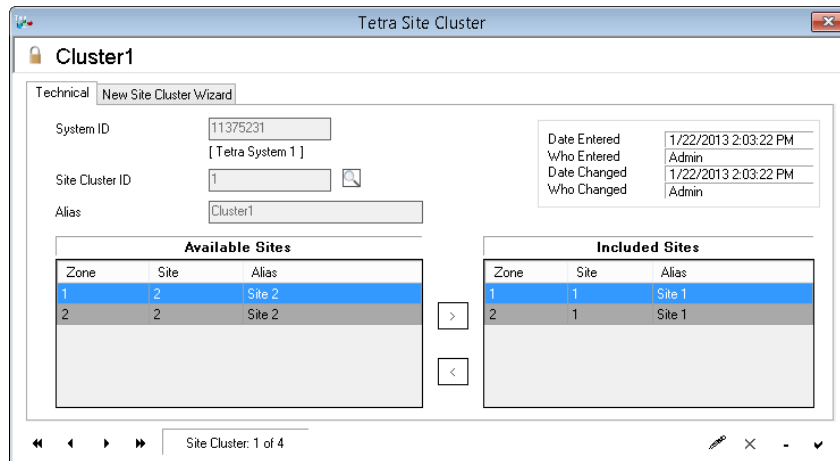 Tetra Site Cluster
Cluster1
Technical New Site Cluster Wizard
System ID 11375231
[ Tetra System 1 ]
Site Cluster ID 1
Alias Cluster1
Date Entered 1/22/2013 2:03:22 PM
Who Entered Admin
Date Changed 1/22/2013 2:03:22 PM
Who Changed Admin
Available Sites
Zone Site Alias
1 2 Site 2
2 2 Site 2
>
<
Included Sites
Zone Site Alias
1 1 Site 1
2 1 Site 1
Site Cluster: 1 of 4